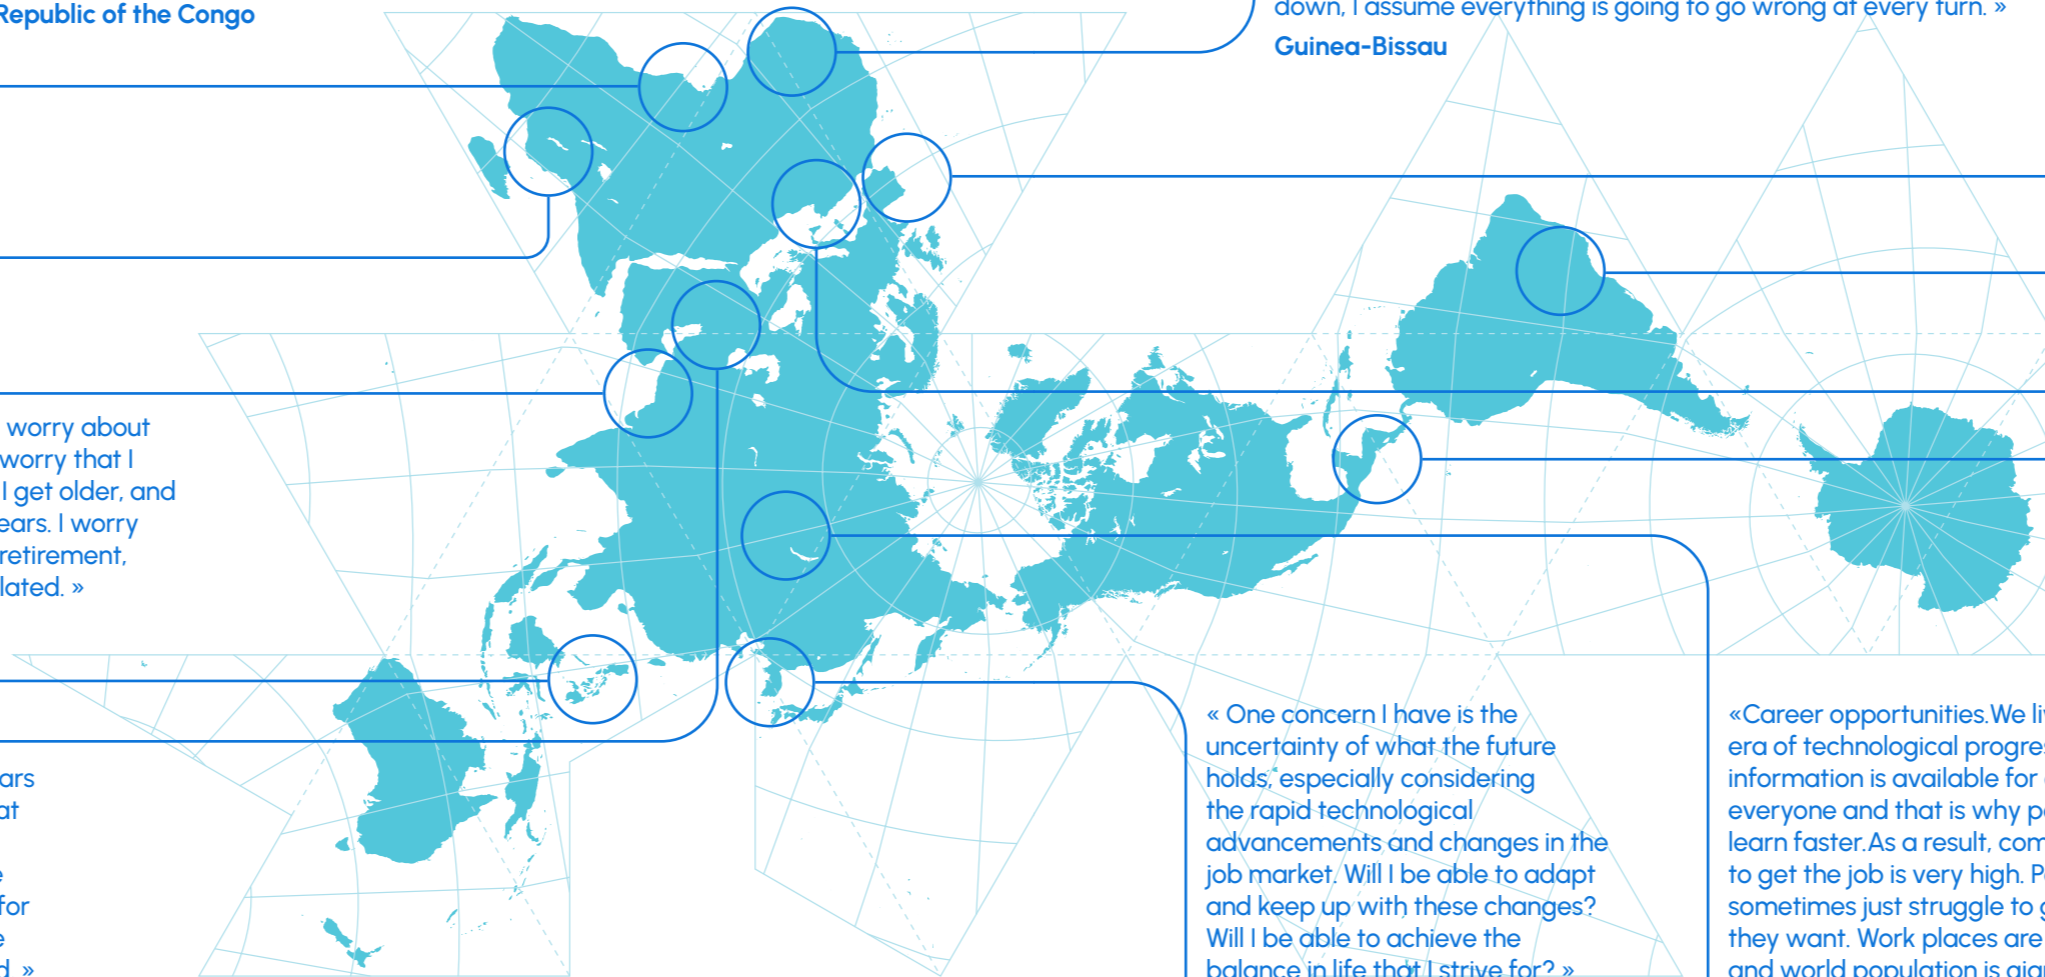 Republic of the Congo
down, I assume everything is going to go wrong at every turn. »
Guinea-Bissau
worry about
worry that I
I get older, and
ears. I worry
retirement,
lated. »
ars
at
e
for
e
d. »
« One concern I have is the
uncertainty of what the future
holds, especially considering
the rapid technological
advancements and changes in the
job market. Will I be able to adapt
and keep up with these changes?
Will I be able to achieve the
balance in life that I strive for? »
«Career opportunities.We li
era of technological progre
information is available for
everyone and that is why p
learn faster.As a result, com
to get the job is very high. P
sometimes just struggle to g
they want. Work places are
and world population is gia